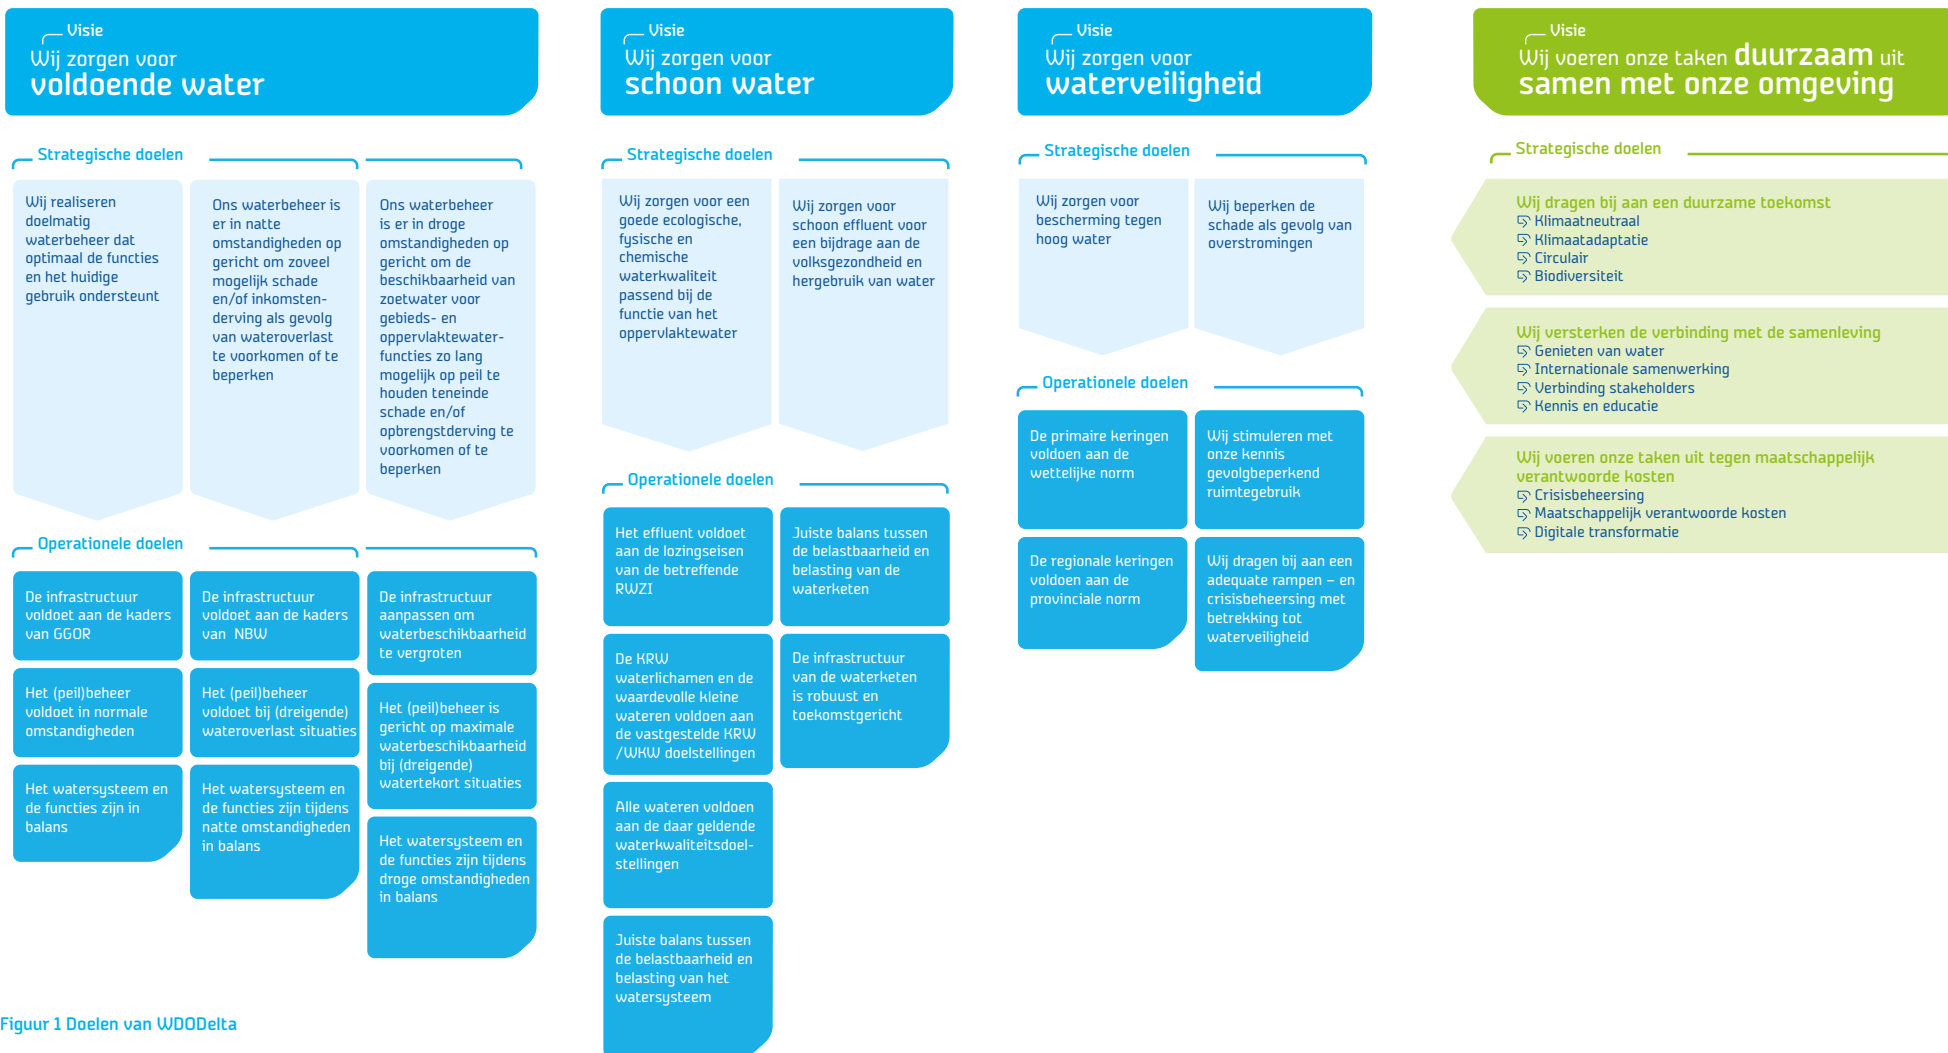 Visie
Wij zorgen voor
voldoende water
Strategische doelen
Wij realiseren
doelmatig
waterbeheer dat
optimaal de functies
en het huidige
gebruik ondersteunt
Ons waterbeheer is
er in natte
omstandigheden op
gericht om zoveel
mogelijk schade
en/of inkomsten-
derving als gevolg
van wateroverlast
te voorkomen of te
beperken
Ons waterbeheer
is er in droge
omstandigheden op
gericht om de
beschikbaarheid van
zoetwater voor
gebieds- en
oppervlaktewater-
functies zo lang
mogelijk op peil te
houden teneinde
schade en/of
opbrengstderving te
voorkomen of te
beperken
Operationele doelen
De infrastructuur
voldoet aan de kaders
van GGOR
Het (peil)beheer
voldoet in normale
omstandigheden
Het watersysteem en
de functies zijn in
balans
De infrastructuur
voldoet aan de kaders
van NBW
Het (peil)beheer
voldoet bij (dreigende)
wateroverlast situaties
Het watersysteem en
de functies zijn tijdens
natte omstandigheden
in balans
De infrastructuur
aanpassen om
waterbeschikbaarheid
te vergroten
Het (peil)beheer is
gericht op maximale
waterbeschikbaarheid
bij (dreigende)
watertekort situaties
Het watersysteem en
de functies zijn tijdens
droge omstandigheden
in balans
Visie
Wij zorgen voor
schoon water
Strategische doelen
Wij zorgen voor een
goede ecologische,
fysische en
chemische
waterkwaliteit
passend bij de
functie van het
oppervlaktewater
Wij zorgen voor
schoon effluent voor
een bijdrage aan de
volksgezondheid en
hergebruik van water
Operationele doelen
Het effluent voldoet
aan de lozingseisen
van de betreffende
RWZI
De KRW
waterlichamen en de
waardevolle kleine
wateren voldoen aan
de vastgestelde KRW
/WKW doelstellingen
Alle wateren voldoen
aan de daar geldende
waterkwaliteitsdoel-
stellingen
Juiste balans tussen
de belastbaarheid en
belasting van het
watersysteem
Juiste balans tussen
de belastbaarheid en
belasting van de
waterketen
De infrastructuur
van de waterketen
is robuust en
toekomstgericht
Visie
Wij zorgen voor
waterveiligheid
Strategische doelen
Wij zorgen voor
bescherming tegen
hoog water
Wij beperken de
schade als gevolg van
overstromingen
Operationele doelen
De primaire keringen
voldoen aan de
wettelijke norm
De regionale keringen
voldoen aan de
provinciale norm
Wij stimuleren met
onze kennis
gevolgbeperkend
ruimtegebruik
Wij dragen bij aan een
adequate rampen – en
crisisbeheersing met
betrekking tot
waterveiligheid
Visie
Wij voeren onze taken duurzaam uit
samen met onze omgeving
Strategische doelen
Wij dragen bij aan een duurzame toekomst
Klimaatneutraal
Klimaatadaptatie
Circulair
Biodiversiteit
Wij versterken de verbinding met de samenleving
Genieten van water
Internationale samenwerking
Verbinding stakeholders
Kennis en educatie
Wij voeren onze taken uit tegen maatschappelijk
verantwoorde kosten
Crisisbeheersing
Maatschappelijk verantwoorde kosten
Digitale transformatie
Figuur 1 Doelen van WDODelta